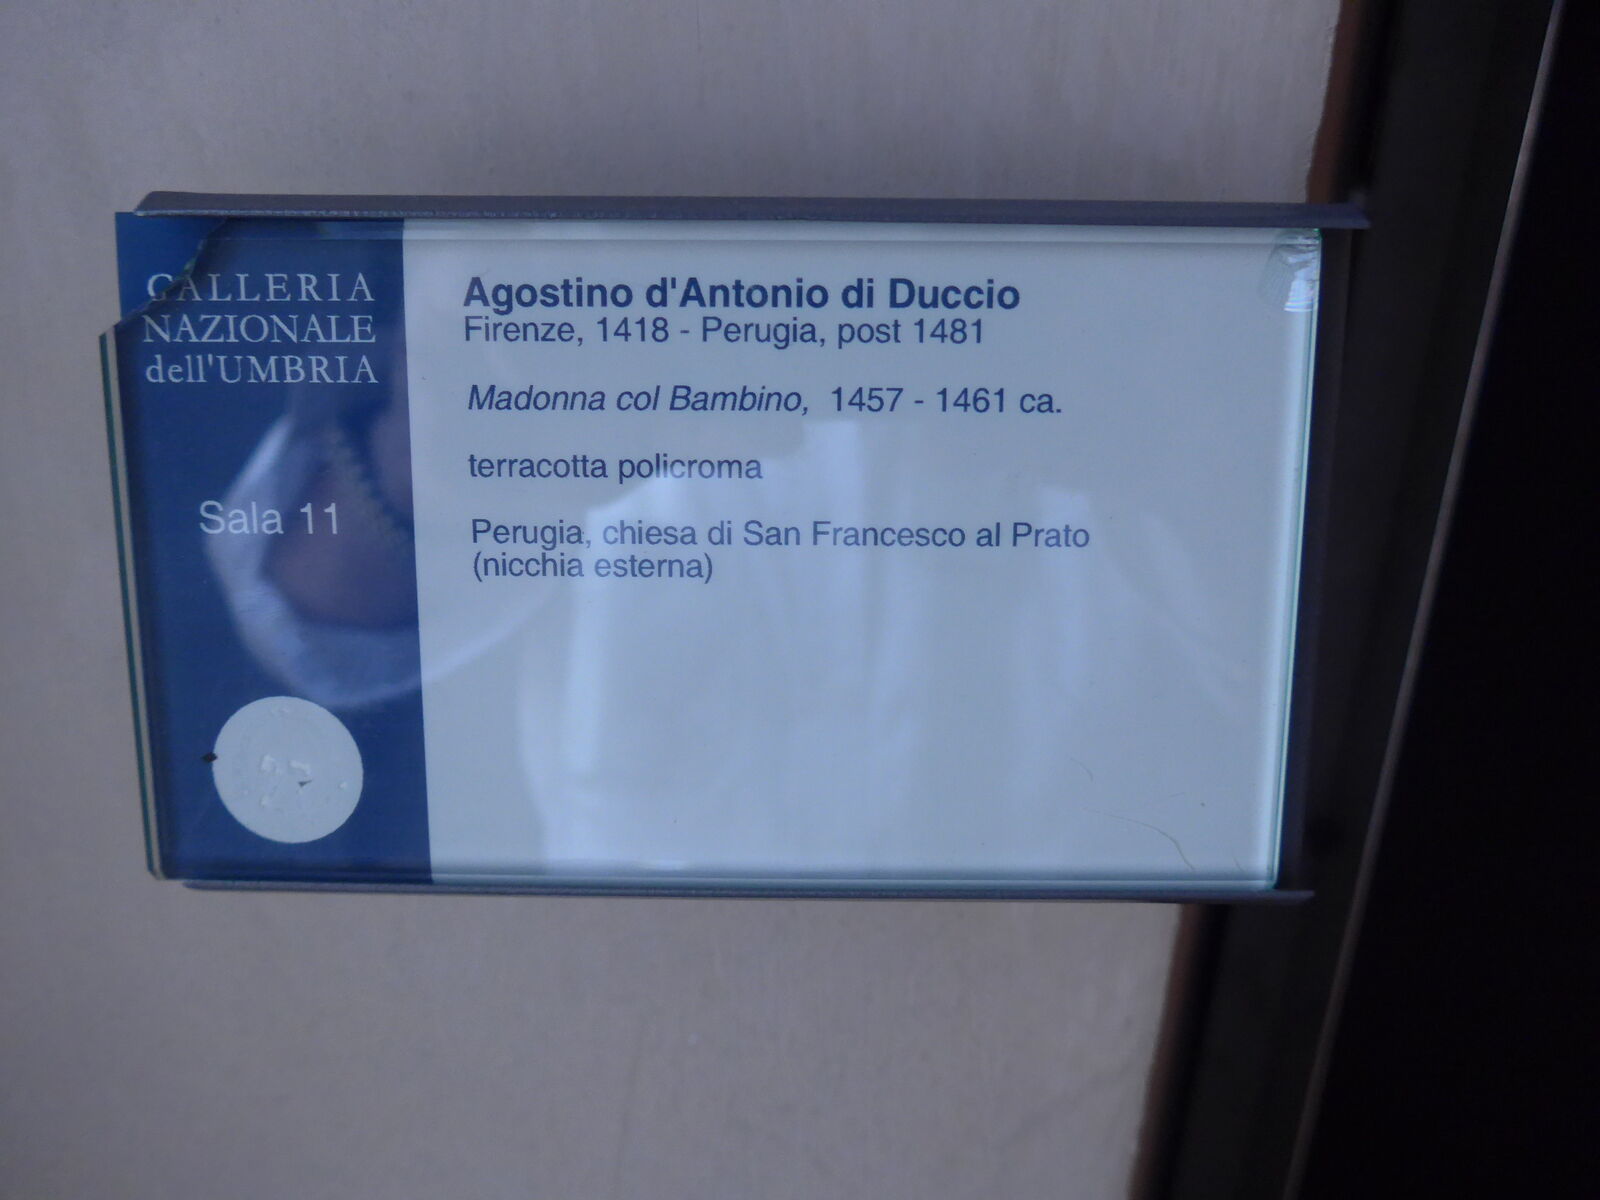 GALLERIA
NAZIONALE
dell'UMBRIA
Sala 11
Agostino d'Antonio di Duccio
Firenze, 1418 - Perugia, post 1481
Madonna col Bambino, 1457 - 1461 ca.
terracotta policroma
Perugia, chiesa di San Francesco al Prato
(nicchia esterna)